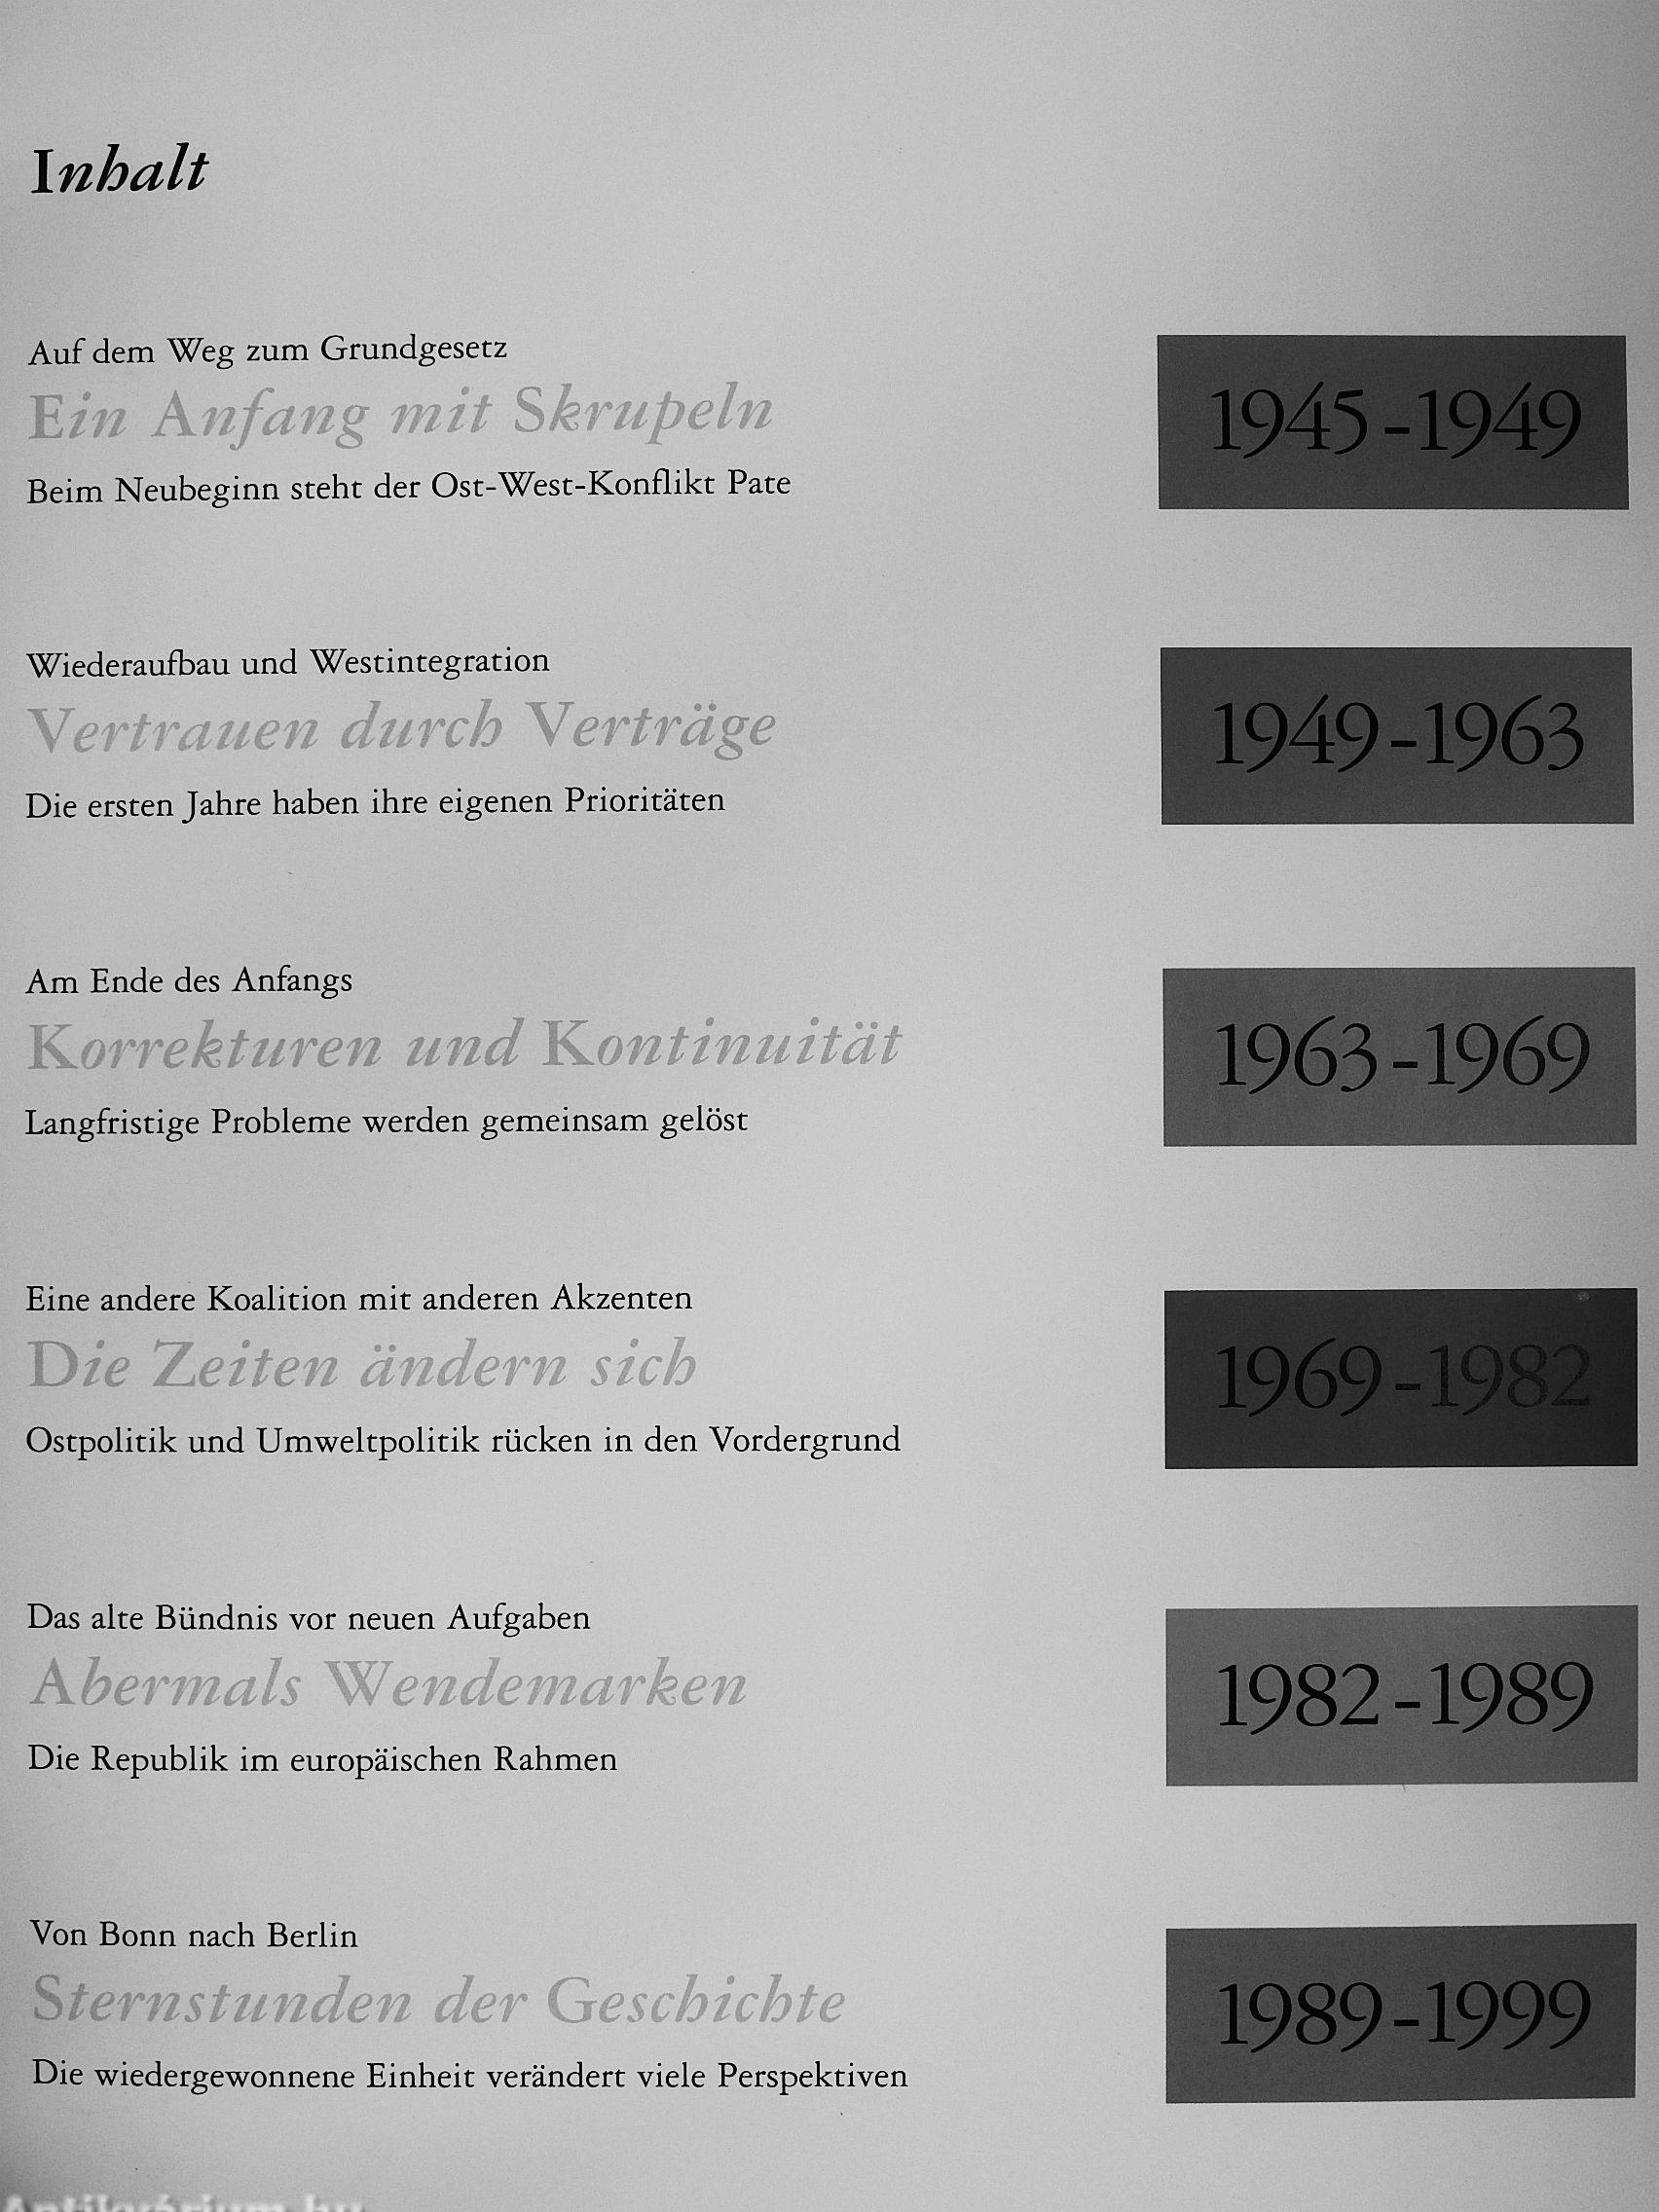 Inhalt
Auf dem Weg zum Grundgesetz
Ein Anfang mit Skrupeln
Beim Neubeginn steht der Ost-West-Konflikt Pate
1945-1949
Wiederaufbau und Westintegration
Vertrauen durch Verträge
Die ersten Jahre haben ihre eigenen Prioritäten
1949-1963
Am Ende des Anfangs
Korrekturen und Kontinuität
Langfristige Probleme werden gemeinsam gelöst
1963-1969
Eine andere Koalition mit anderen Akzenten
Die Zeiten ändern sich
Ostpolitik und Umweltpolitik rücken in den Vordergrund
1969-1982
Das alte Bündnis vor neuen Aufgaben
Abermals Wendemarken
Die Republik im europäischen Rahmen
1982-1989
Von Bonn nach Berlin
Sternstunden der Geschichte
Die wiedergewonnene Einheit verändert viele Perspektiven
1989-1999
Antikvárium.hu